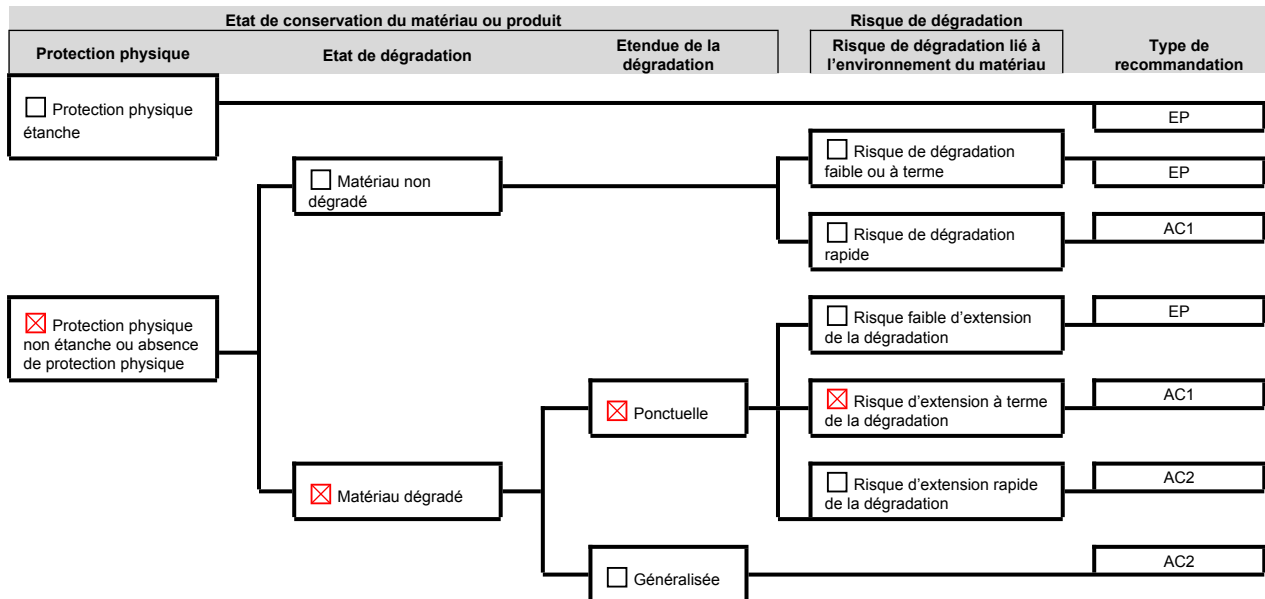 Etat de conservation du matériau ou produit
Risque de dégradation
Protection physique
Etat de dégradation
Etendue de la
dégradation
Risque de dégradation lié à
l'environnement du matériau
Type de
recommandation
Protection physique
étanche
EP
Matériau non
dégradé
Risque de dégradation
faible ou à terme
EP
Risque de dégradation
rapide
AC1
Protection physique
non étanche ou absence
de protection physique
Risque faible d'extension
de la dégradation
EP
Ponctuelle
Risque d'extension à terme
de la dégradation
AC1
Matériau dégradé
Risque d'extension rapide
de la dégradation
AC2
Généralisée
AC2